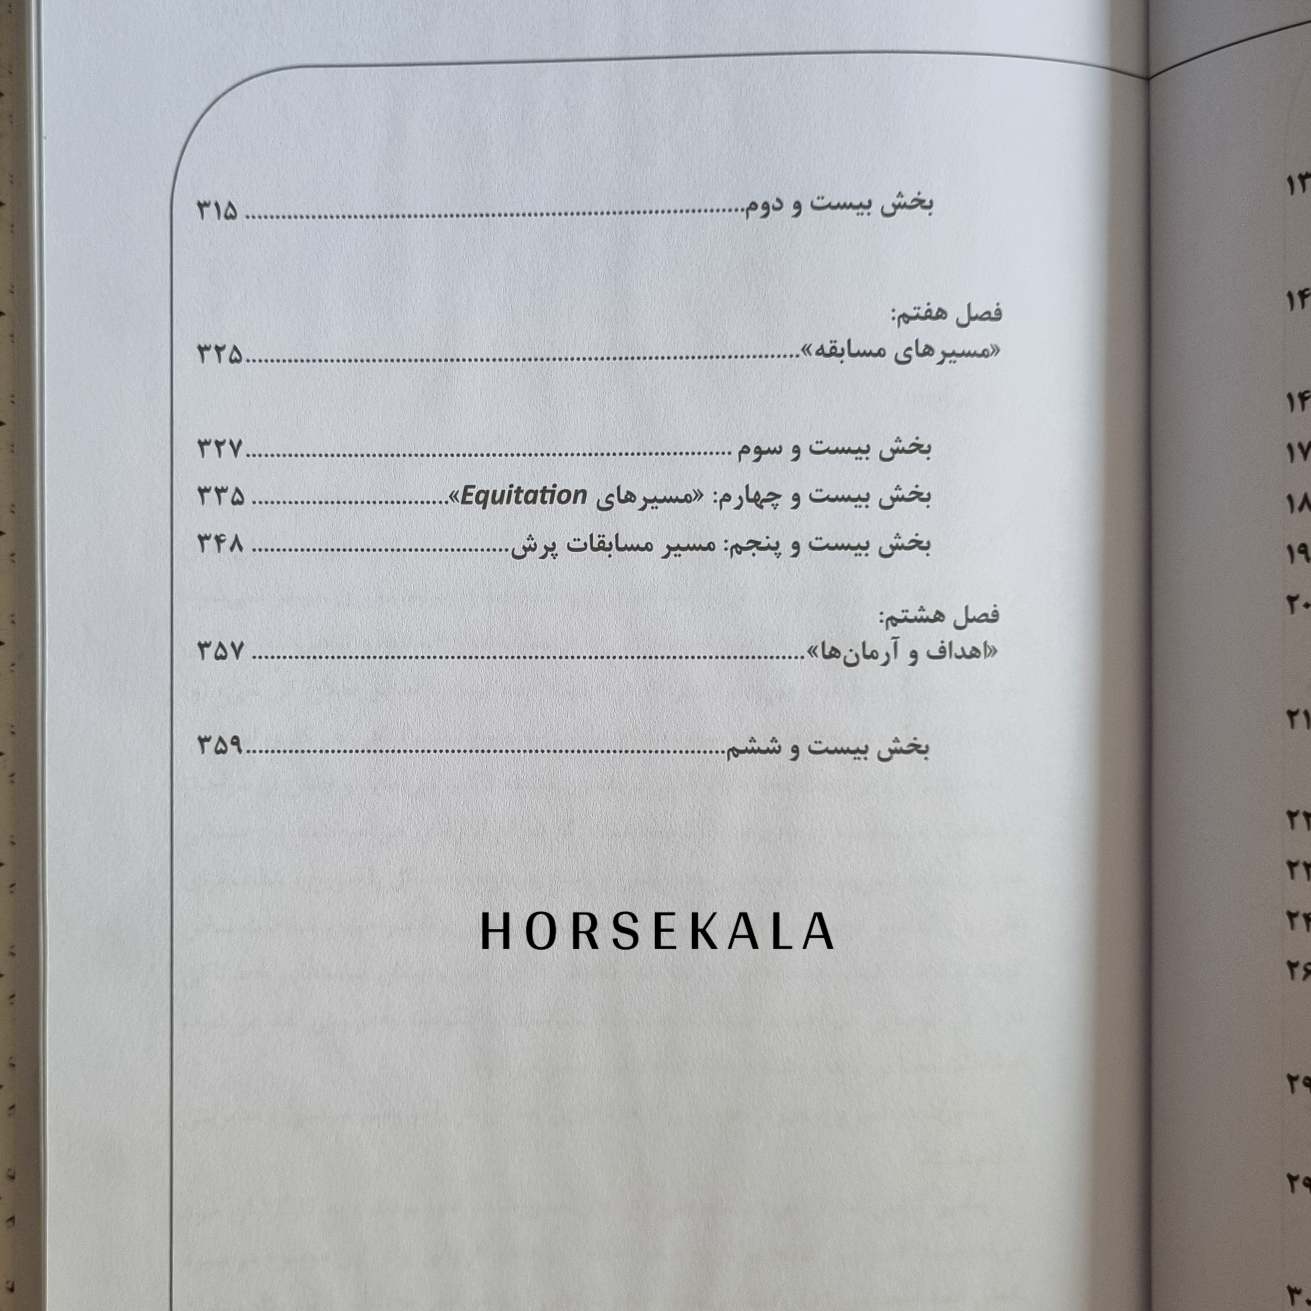 بخش بیست و دوم................................................................................ ۳۱۵
فصل هفتم:
«مسیرهای مسابقه»................................................................................ ۳۲۵
بخش بیست و سوم ................................................................................ ۳۲۷
بخش بیست و چهارم: «مسیرهای Equitation»................................. ۳۳۵
بخش بیست و پنجم: مسیر مسابقات پرش........................................... ۳۴۸
فصل هشتم:
«اهداف و آرمان‌ها»................................................................................ ۳۵۷
بخش بیست و ششم................................................................................ ۳۵۹
HORSEKALA